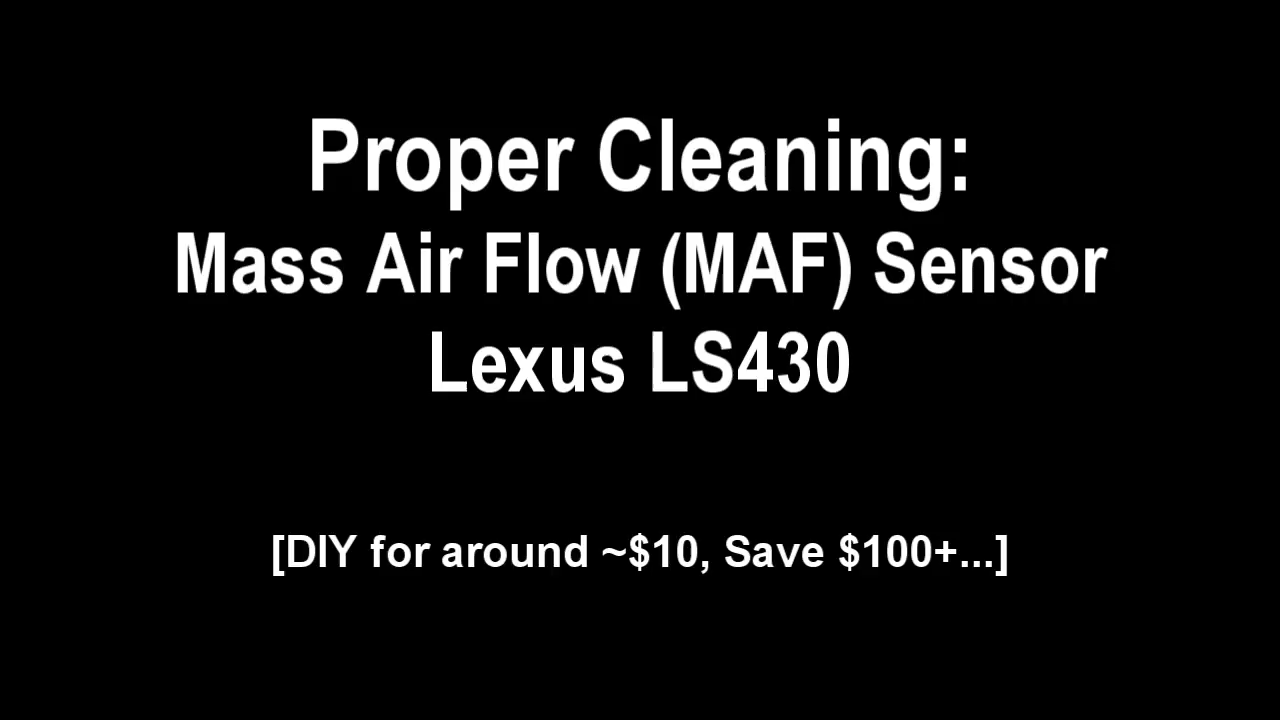 Proper Cleaning:
Mass Air Flow (MAF) Sensor
Lexus LS430
[DIY for around ~$10, Save $100+...]